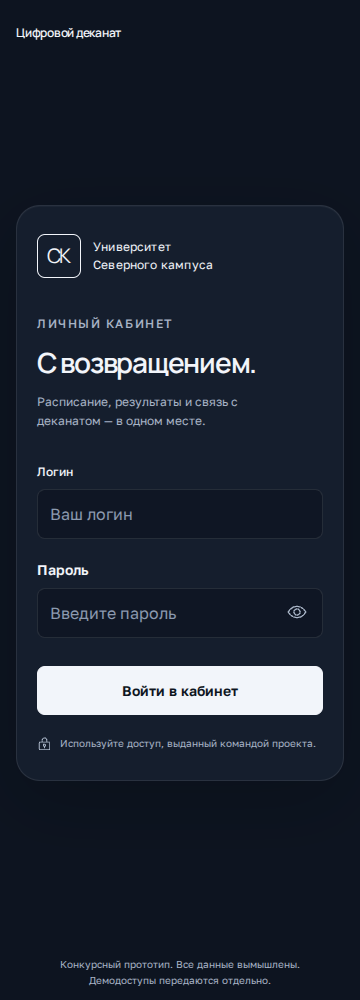 Цифровой деканат
СК
Университет
Северного кампуса
ЛИЧНЫЙ КАБИНЕТ
С возвращением.
Расписание, результаты и связь с
деканатом — в одном месте.
Логин
Ваш логин
Пароль
Введите пароль
Войти в кабинет
Используйте доступ, выданный командой проекта.
Конкурсный прототип. Все данные вымышлены.
Демодоступы передаются отдельно.